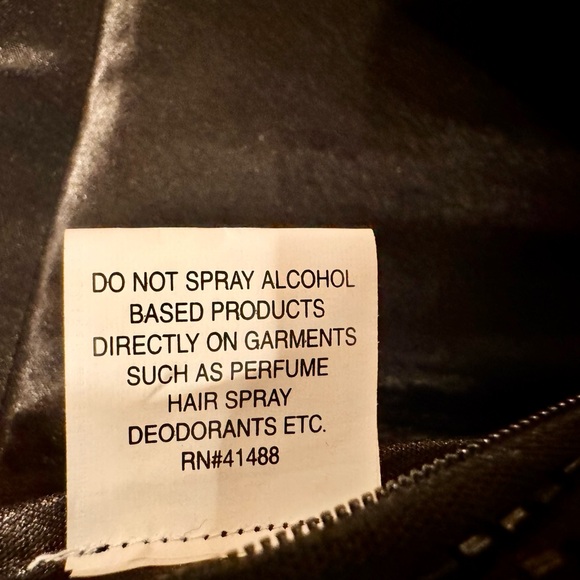 DO NOT SPRAY ALCOHOL
BASED PRODUCTS
DIRECTLY ON GARMENTS
SUCH AS PERFUME
HAIR SPRAY
DEODORANTS ETC.
RN#41488